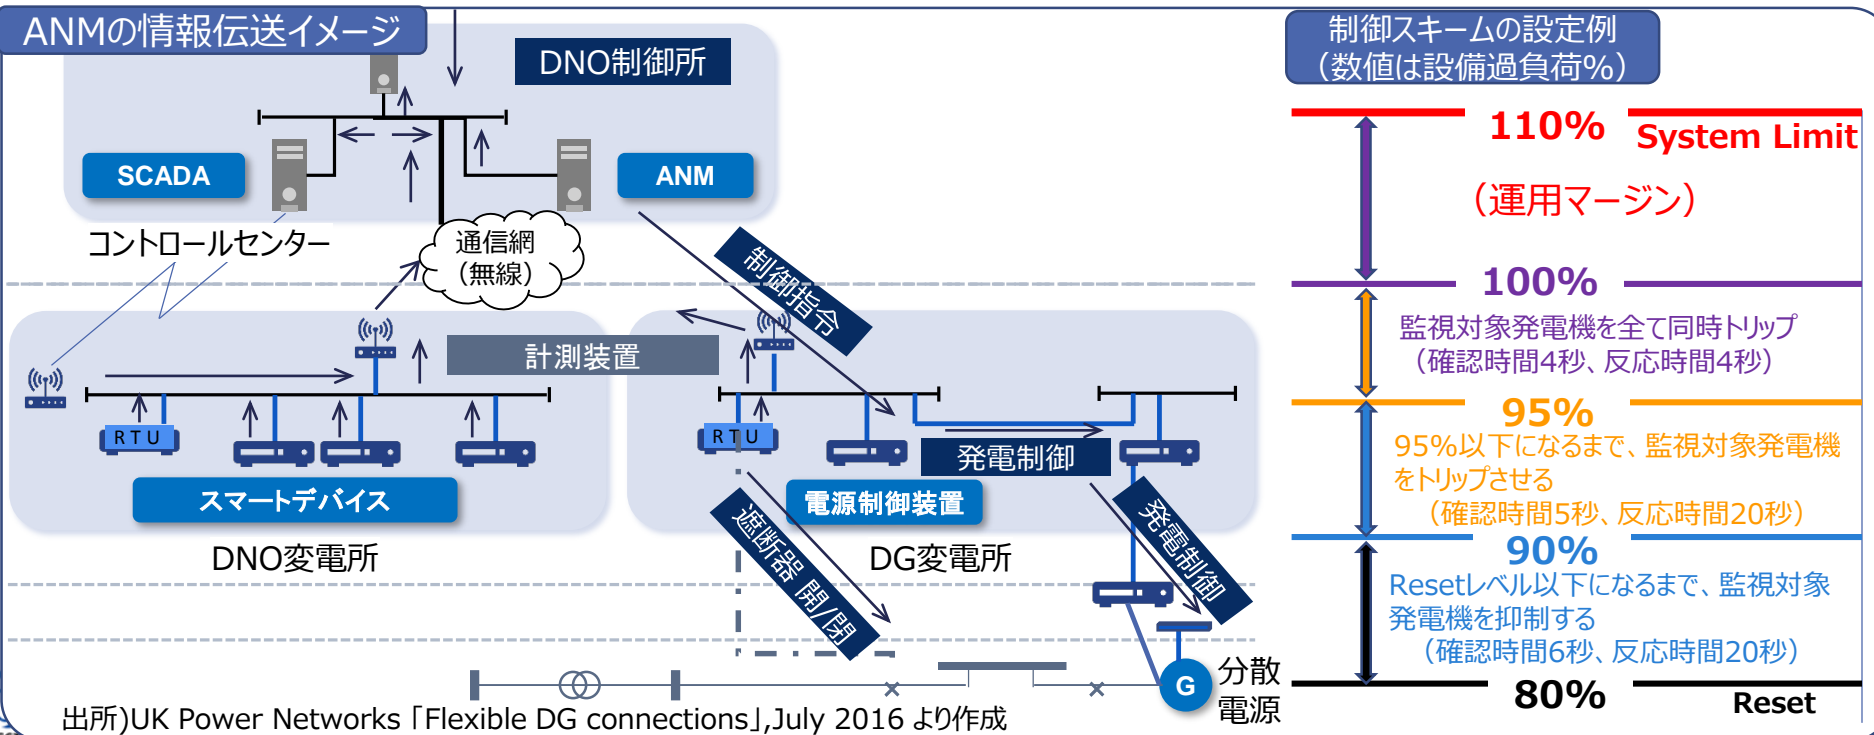 ANMの情報伝送イメージ
DNO制御所
SCADA
ANM
コントロールセンター
通信網
（無線）
制御指令
計測装置
RTU
スマートデバイス
DNO変電所
RTU
発電制御
電源制御装置
DG変電所
遮断器 開/閉
発電制御
G
分散
電源
出所)UK Power Networks「Flexible DG connections」,July 2016 より作成
制御スキームの設定例
（数値は設備過負荷%）
110%
System Limit
（運用マージン）
100%
監視対象発電機を全て同時トリップ
（確認時間4秒、反応時間4秒）
95%
95%以下になるまで、監視対象発電機
をトリップさせる
（確認時間5秒、反応時間20秒）
90%
Resetレベル以下になるまで、監視対象
発電機を抑制する
（確認時間6秒、反応時間20秒）
80%
Reset